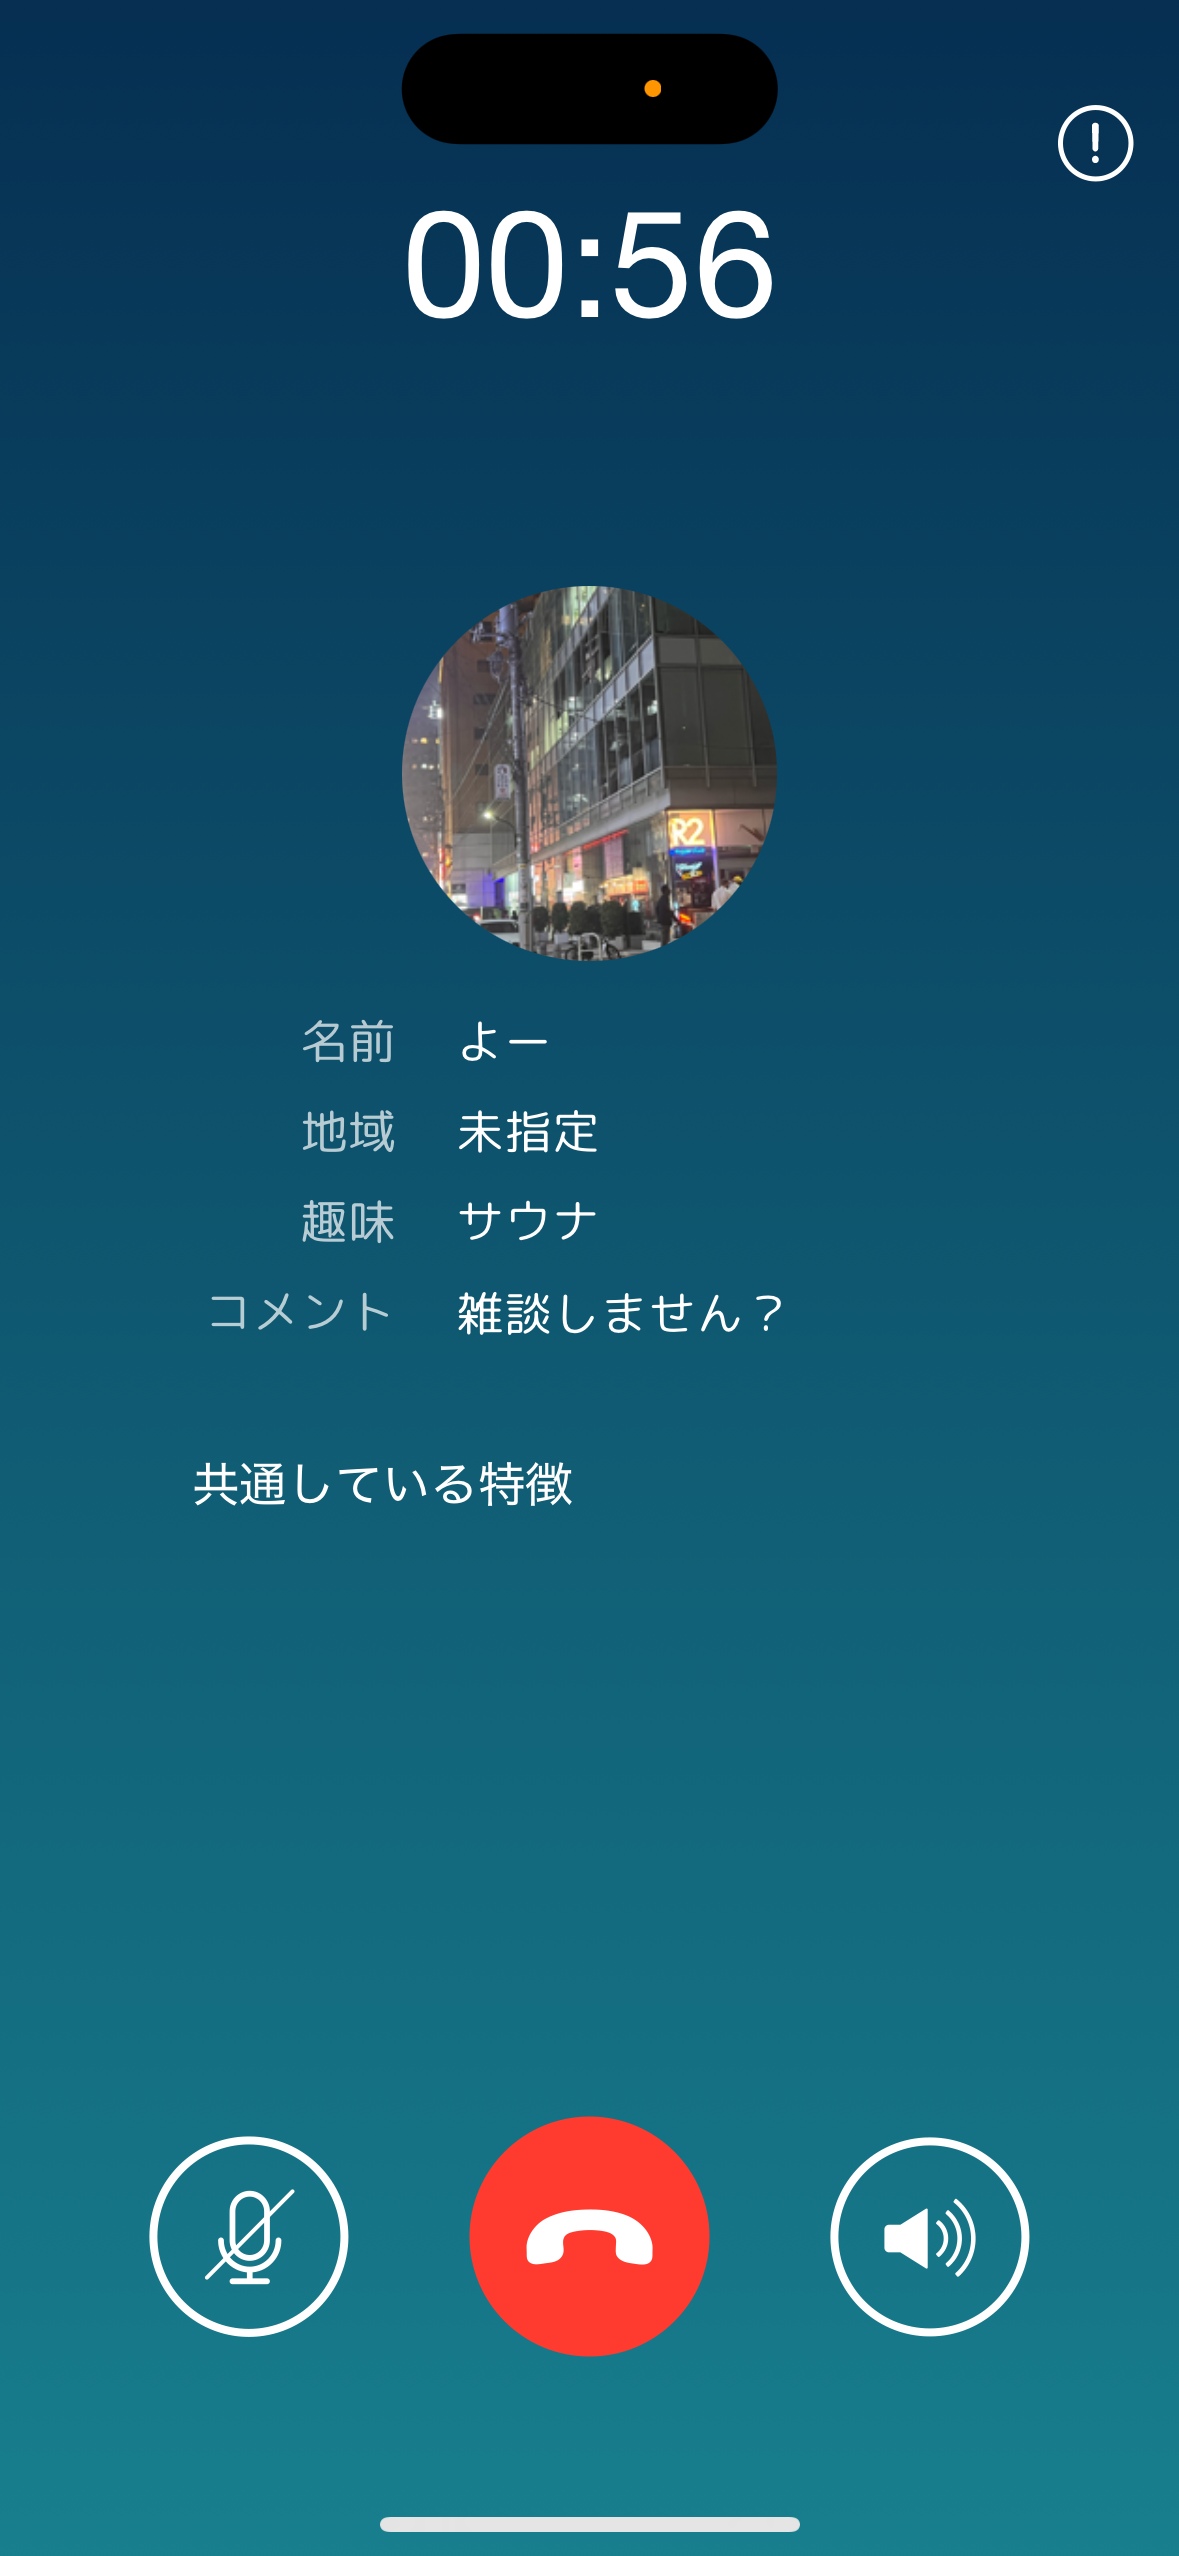 00:56
R2
名前 よー
地域 未指定
趣味 サウナ
コメント 雑談しません？
共通している特徴